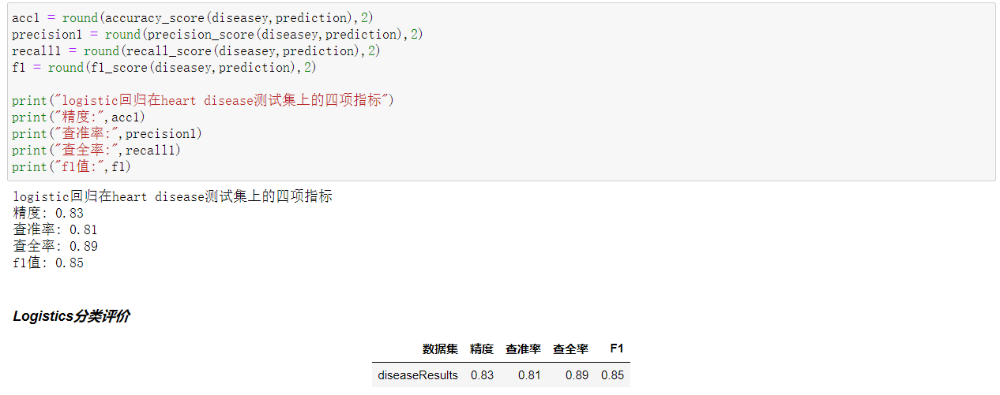 acc1 = round(accuracy_score(diseasey,prediction),2)
precision1 = round(precision_score(diseasey,prediction),2)
recall1 = round(recall_score(diseasey,prediction),2)
f1 = round(f1_score(diseasey,prediction),2)
print("logistic回归在heart disease测试集上的四项指标")
print("精度:",acc1)
print("查准率:",precision1)
print("查全率:",recall1)
print("f1值:",f1)
logistic回归在heart disease测试集上的四项指标
精度: 0.83
查准率: 0.81
查全率: 0.89
f1值: 0.85
Logistics分类评价
数据集 精度 查准率 查全率 F1
diseaseResults 0.83 0.81 0.89 0.85